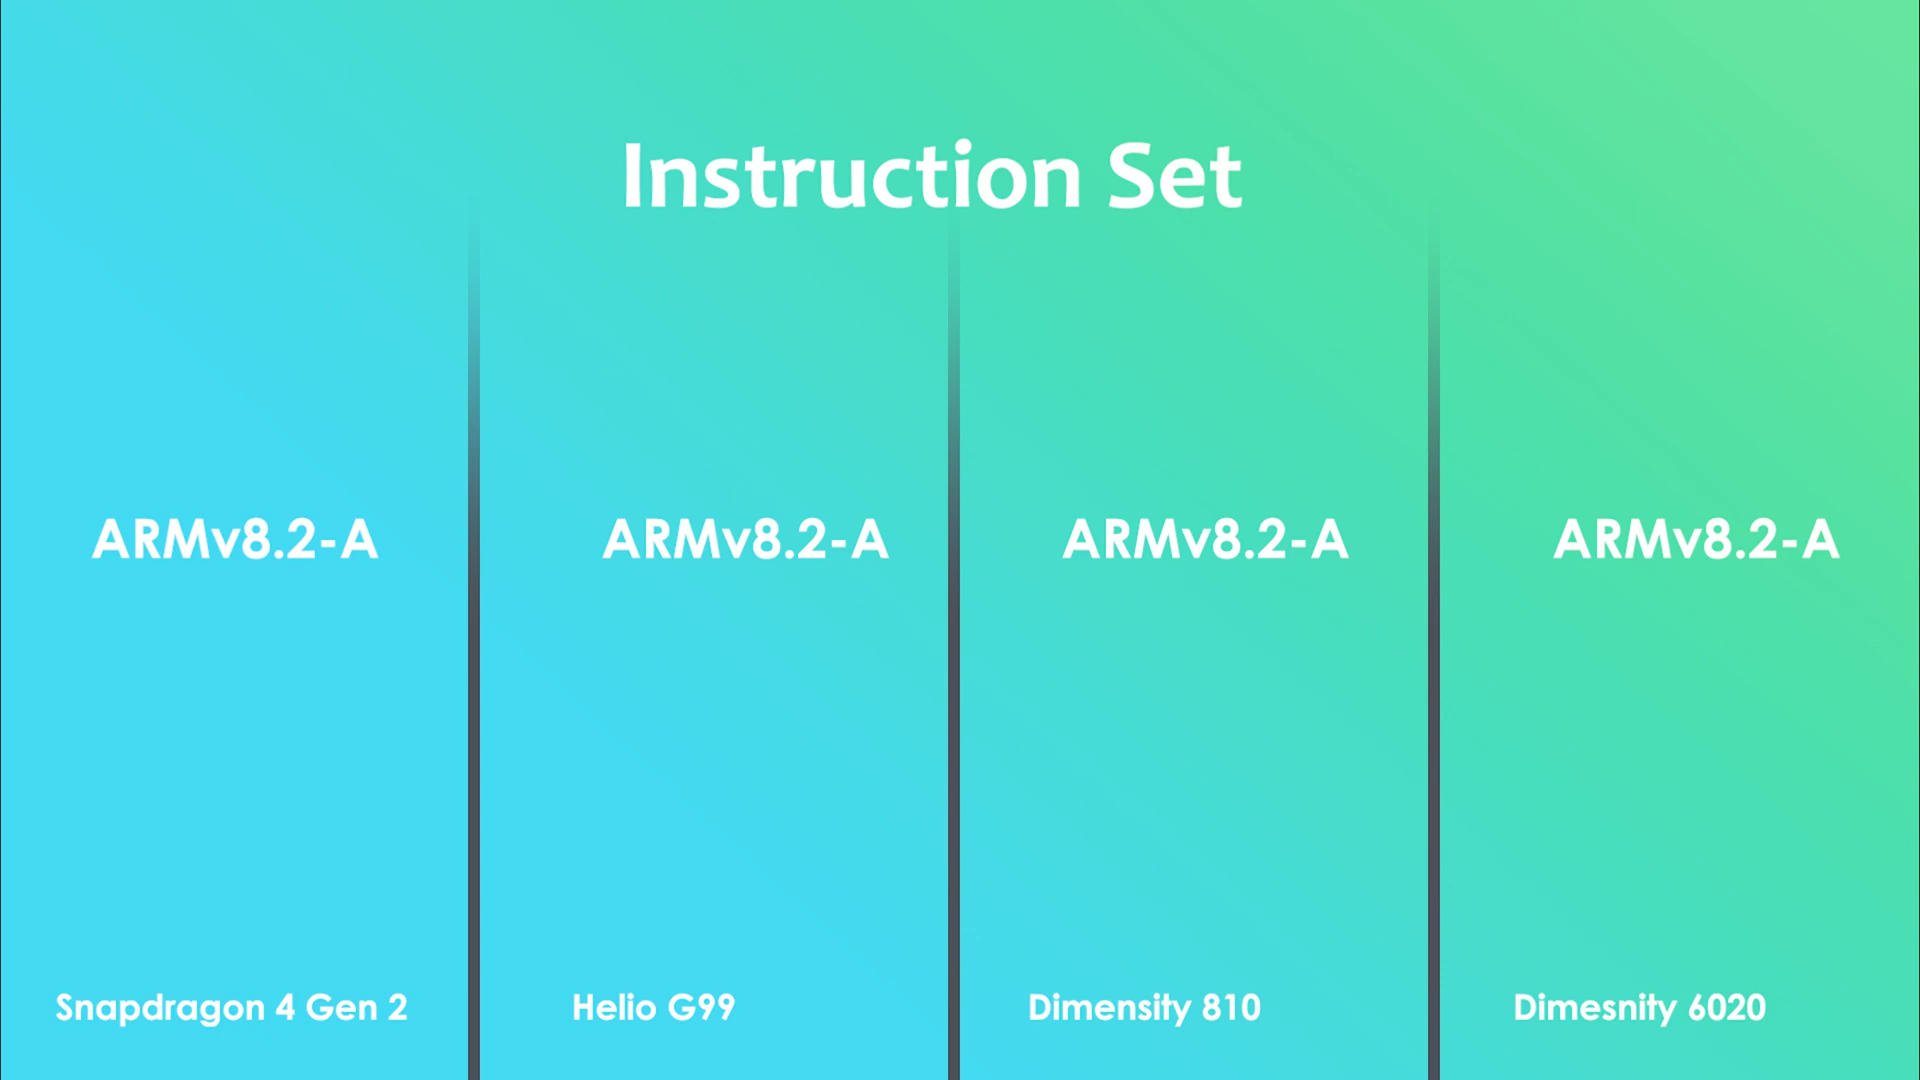 Instruction Set
ARMv8.2-A
ARMv8.2-A
ARMv8.2-A
ARMv8.2-A
Snapdragon 4 Gen 2
Helio G99
Dimensity 810
Dimesnity 6020